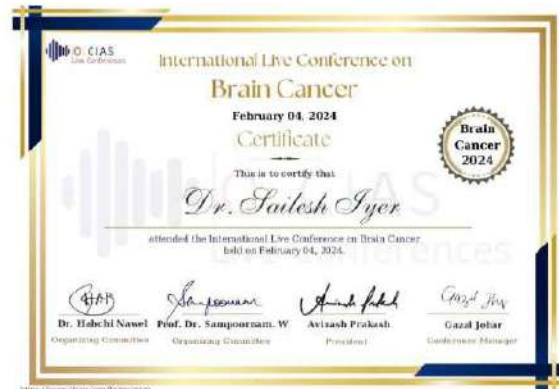 CIAS
Live Conferences
International Live Conference on
Brain Cancer
February 04, 2024
Certificate
This is to certify that
Dr. Sailesh Iyer
attended the International Live Conference on Brain Cancer
held on February 04, 2024.
Brain
Cancer
2024
Dr. Habchi Nawel
Organizing Committee
Prof. Dr. Sampoornam. W
Organizing Committee
Avinash Prakash
President
Gazal Johar
Conference Manager